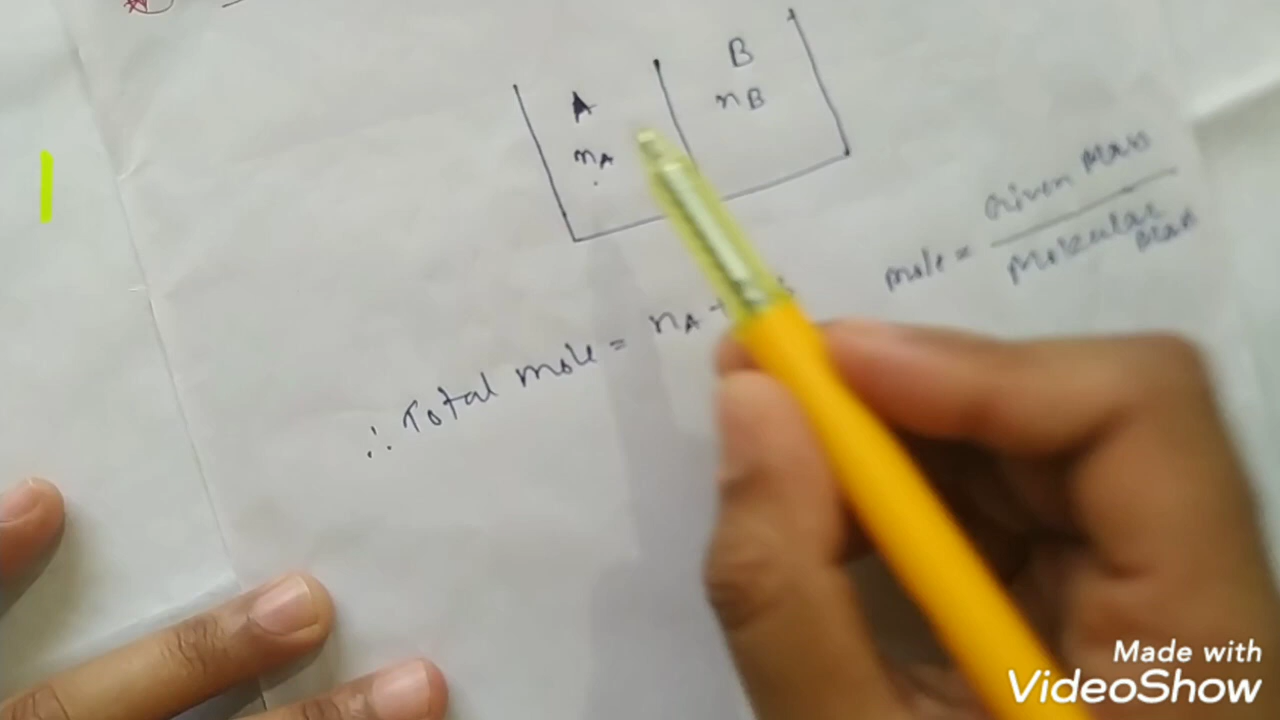 A
B
nA
nB
mole = Given Mass
Molecular Mass
∴ Total mole = nA +
Made with
VideoShow